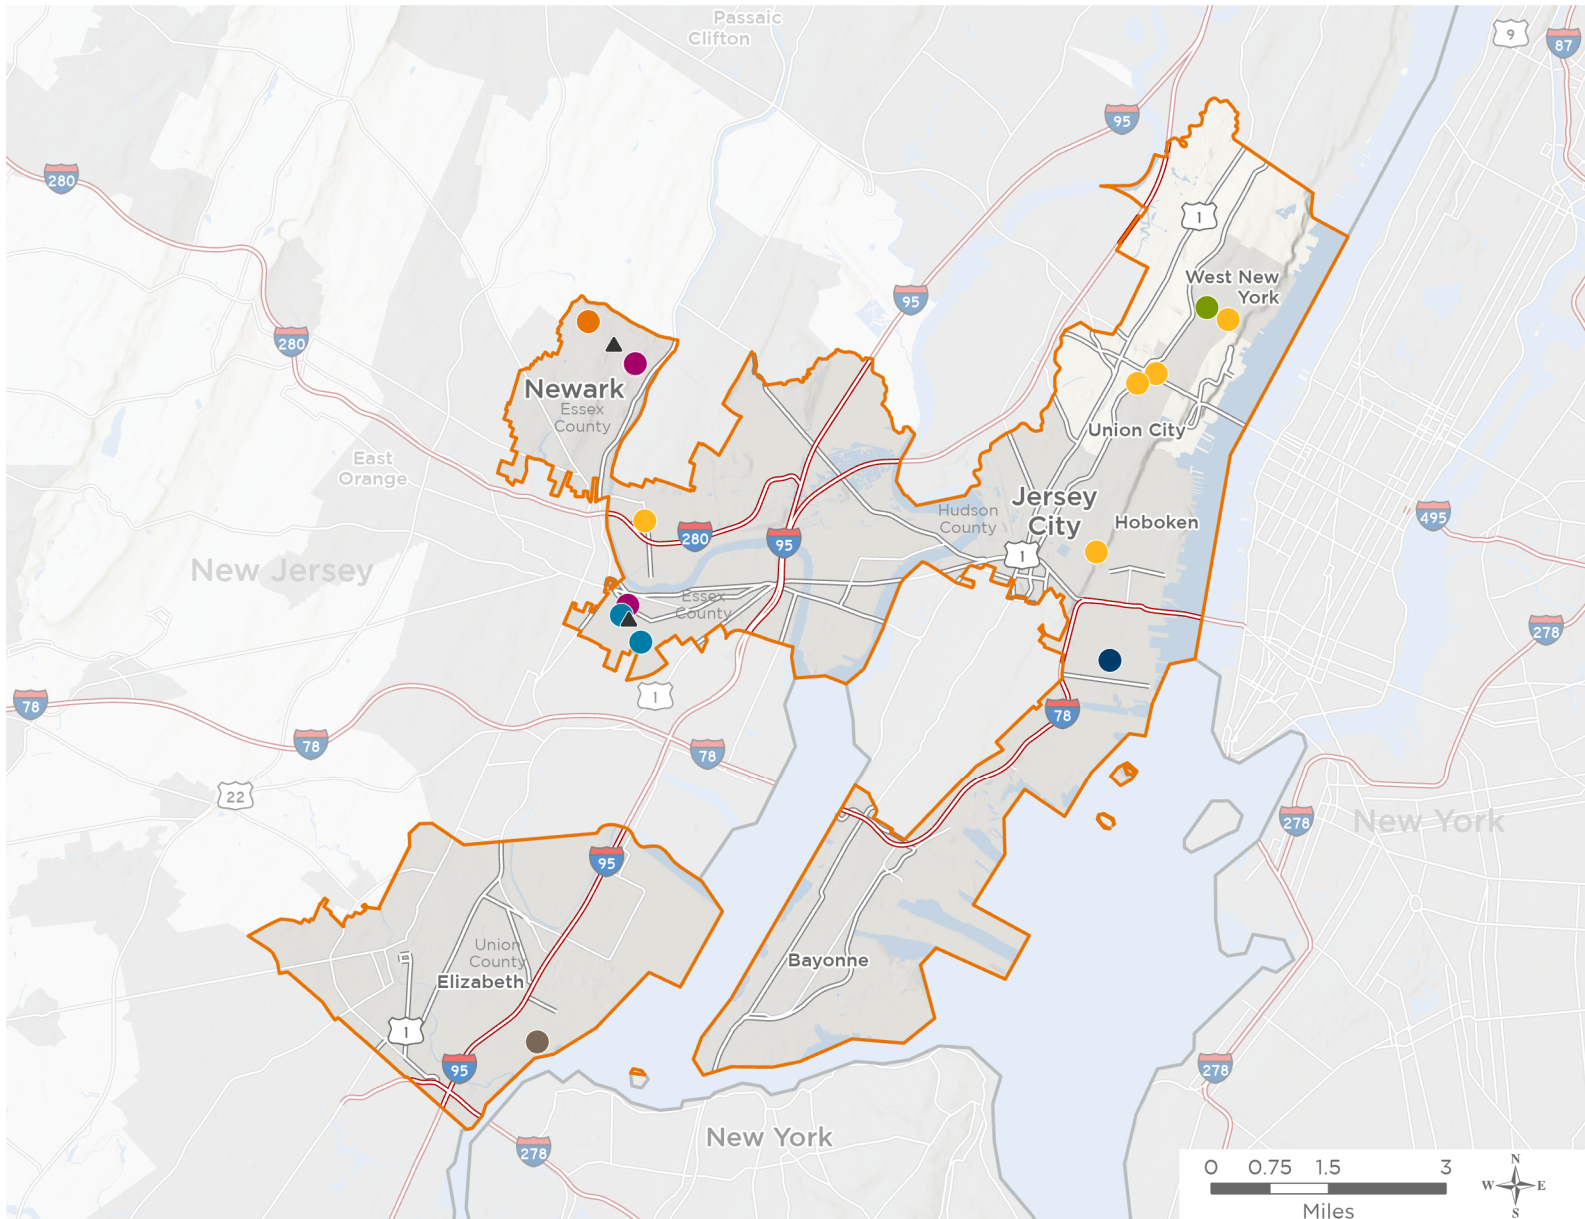 Passaic
Clifton
9
87
95
280
1
West New
York
95
280
Newark
Essex
County
Union City
East
Orange
Jersey
City
Hudson
County
Hoboken
495
280
95
1
New Jersey
Essex
County
278
1
78
78
78
78
22
New York
278
95
Union
County
Elizabeth
Bayonne
1
95
278
New York
278
0 0.75 1.5 3
Miles
N
W E
S